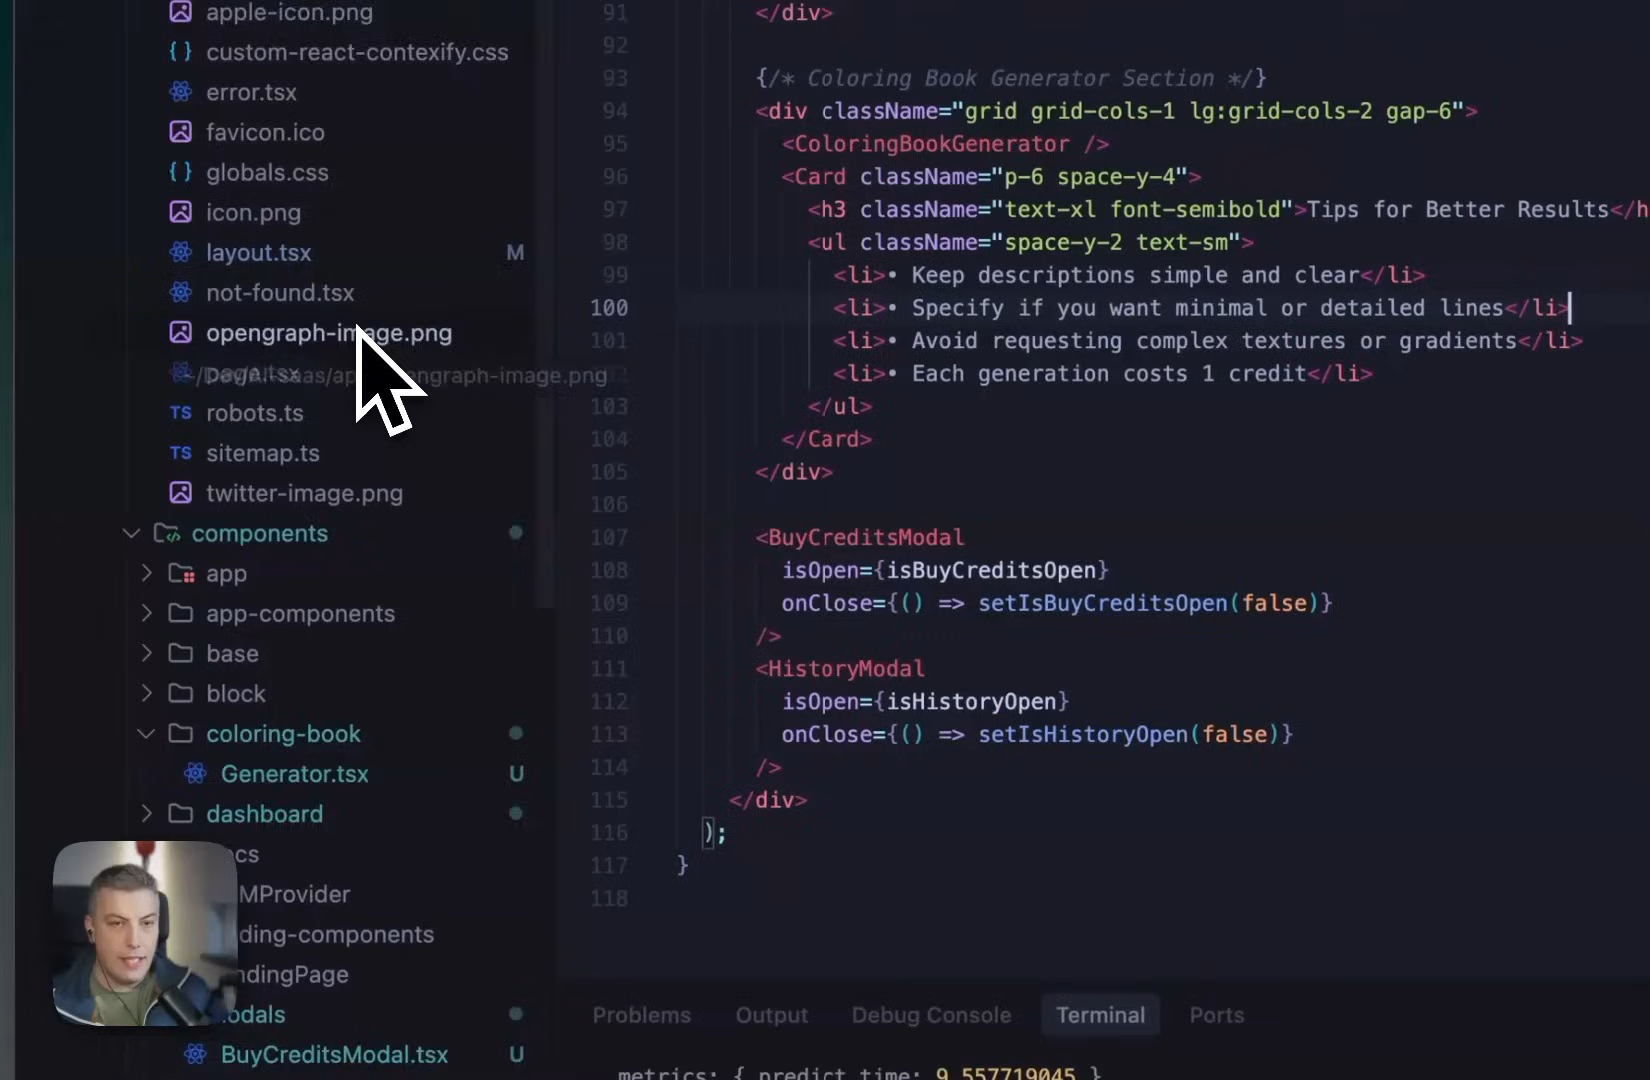 apple-icon.png
custom-react-contexify.css
error.tsx
favicon.ico
globals.css
icon.png
layout.tsx M
not-found.tsx
opengraph-image.png
page.tsx
robots.ts
sitemap.ts
twitter-image.png
components
app
app-components
base
block
coloring-book
Generator.tsx U
dashboard
cs
MProvider
ding-components
ndingPage
odals
BuyCreditsModal.tsx U
91 </div>
92
93 {/* Coloring Book Generator Section */}
94 <div className="grid grid-cols-1 lg:grid-cols-2 gap-6">
95 <ColoringBookGenerator />
96 <Card className="p-6 space-y-4">
97 <h3 className="text-xl font-semibold">Tips for Better Results</h
98 <ul className="space-y-2 text-sm">
99 <li>• Keep descriptions simple and clear</li>
100 <li>• Specify if you want minimal or detailed lines</li>
101 <li>• Avoid requesting complex textures or gradients</li>
<li>• Each generation costs 1 credit</li>
103 </ul>
104 </Card>
105 </div>
106
107 <BuyCreditsModal
108 isOpen={isBuyCreditsOpen}
109 onClose={() => setIsBuyCreditsOpen(false)}
110 />
111 <HistoryModal
112 isOpen={isHistoryOpen}
113 onClose={() => setIsHistoryOpen(false)}
114 />
115 </div>
116 );
117 }
118
Problems Output Debug Console Terminal Ports
metrics: { predict_time: 9.557719045 }